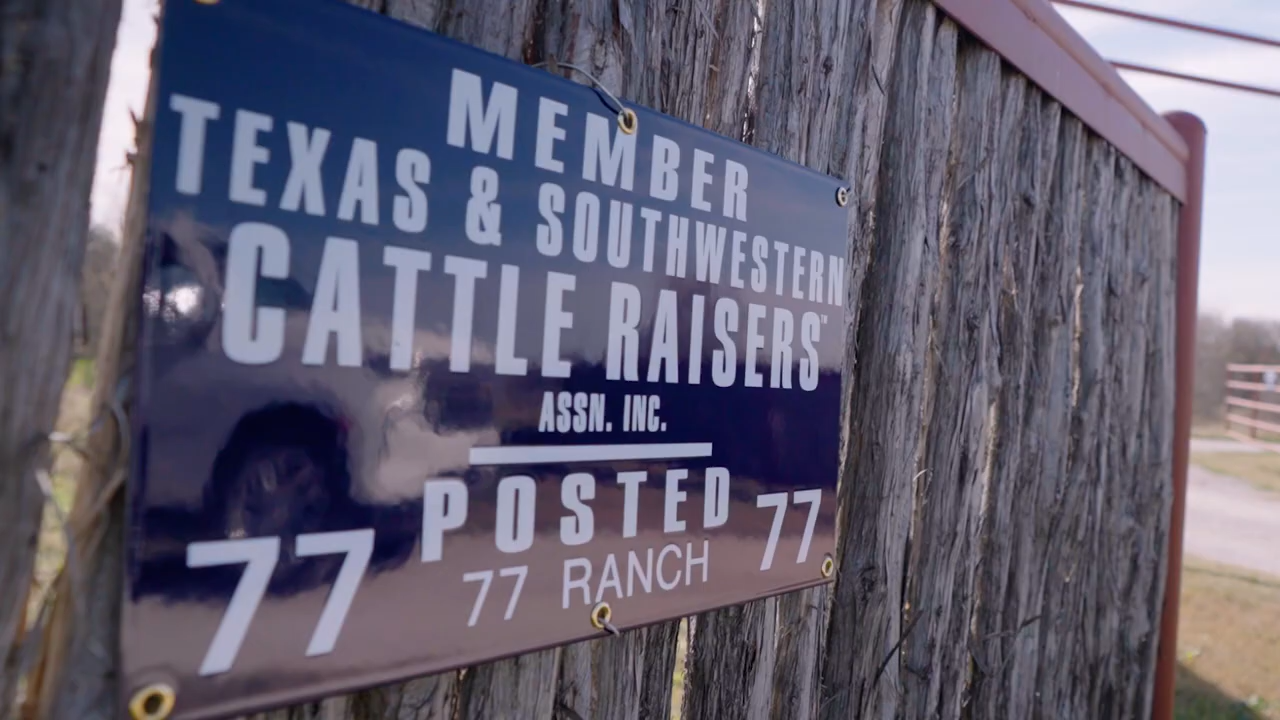 MEMBER
TEXAS & SOUTHWESTERN
CATTLE RAISERS™
ASSN. INC.
POSTED
77 77 RANCH 77